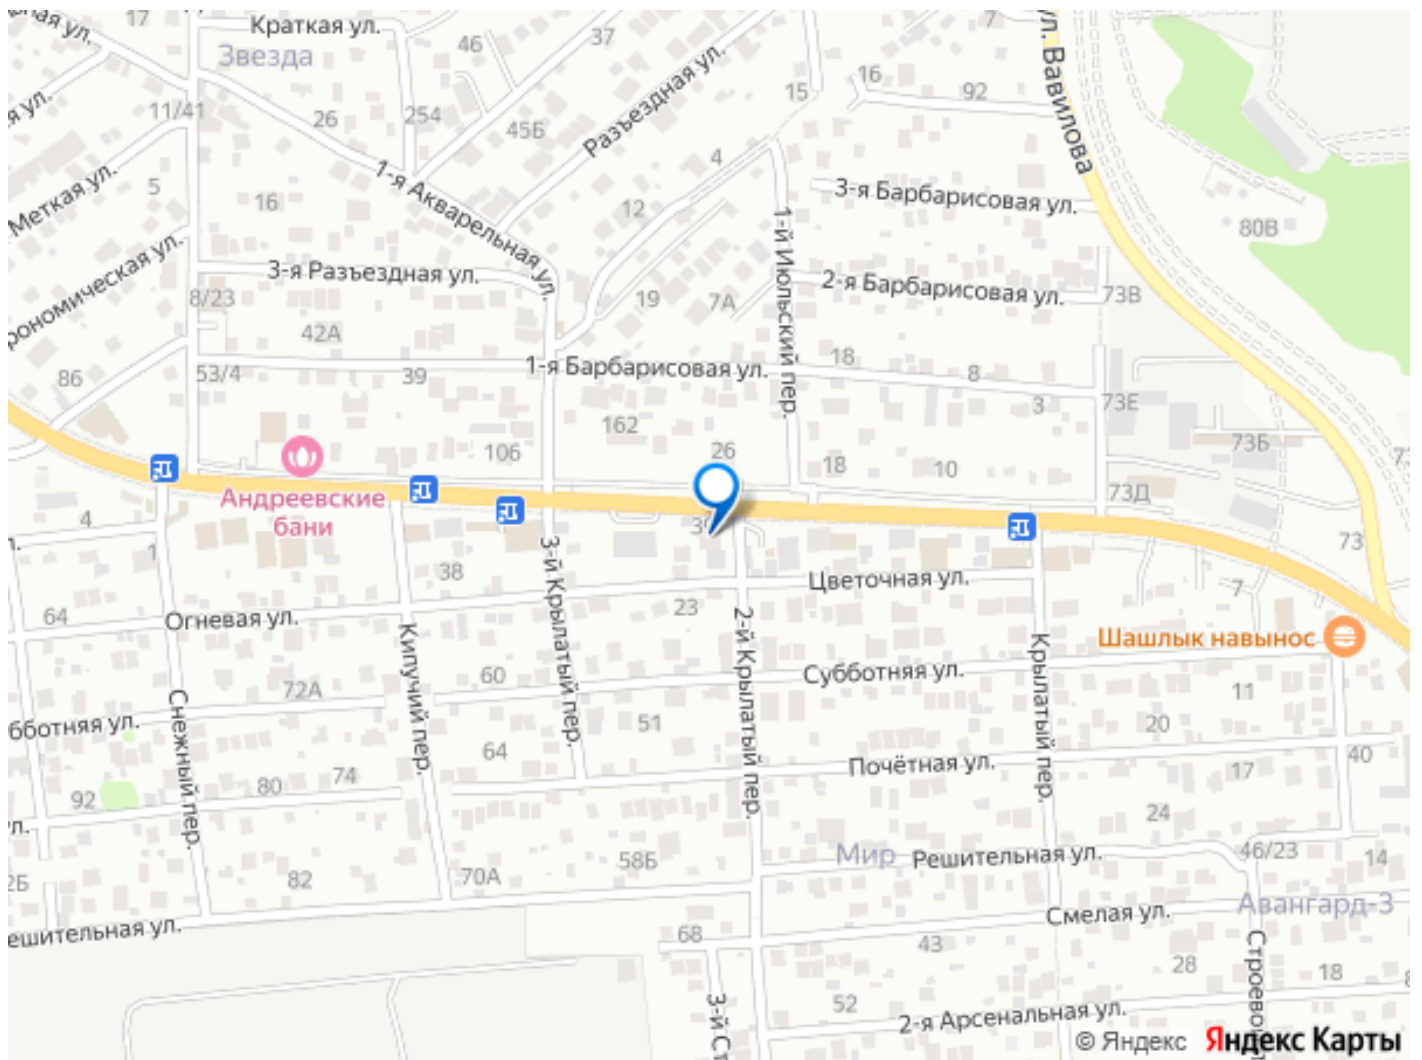 17
Краткая ул.
Звезда
46
37
7
ул. Вавилова
11/41
26
254
45Б
Разъездная ул.
15
16
92
Меткая ул.
5
16
1-я Акварельная ул.
4
12
1-й Июльский пер.
3-я Барбарисовая ул.
80В
3-я Разъездная ул.
8/23
42А
19
7А
2-я Барбарисовая ул.
73В
86
53/4
39
1-я Барбарисовая ул.
18
8
3
73Е
162
106
26
18
10
73Б
73Д
73
Андреевские
бани
4
1
38
3-й Крылатый пер.
Цветочная ул.
7
64
Огневая ул.
23
2-й Крылатый пер.
Шашлык навынос
Кипучий пер.
Крылатый пер.
Снежный пер.
72А
60
Субботная ул.
11
51
20
64
Почётная ул.
17
40
92
80
74
24
58Б
Мир
Решительная ул.
46/23
14
82
70А
Авангард-3
68
Смелая ул.
43
28
18
52
2-я Арсенальная ул.
© Яндекс Яндекс Карты